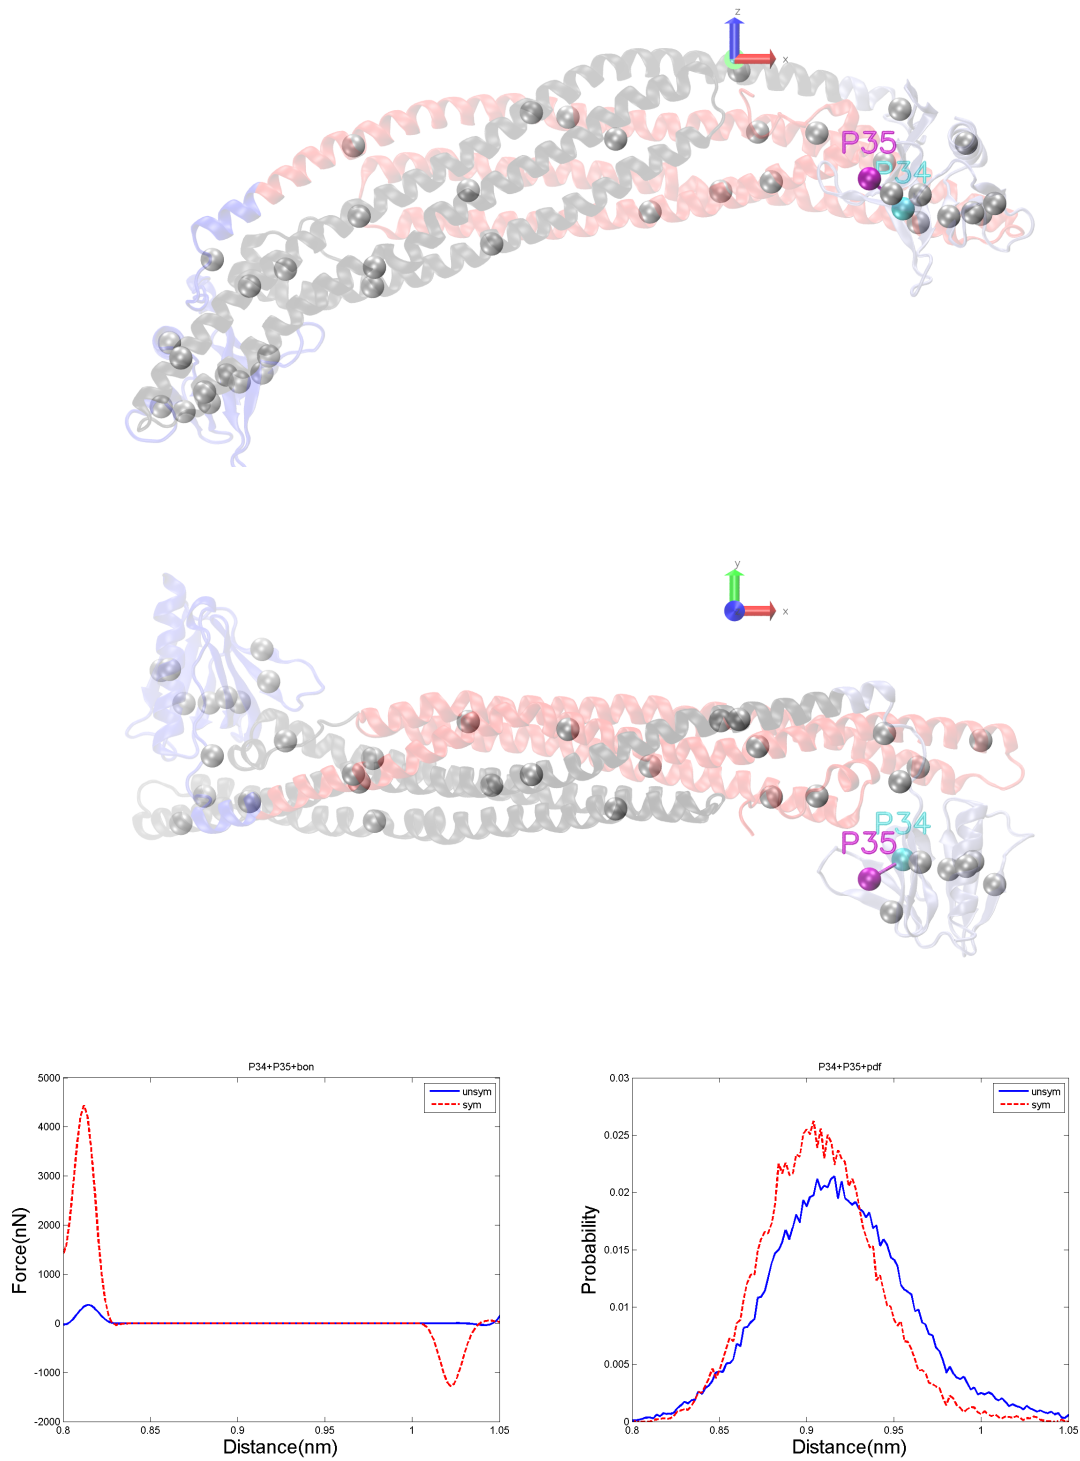 z
x
P35
P34
y
x
P34
P35
P34+P35+bon
5000
4000
3000
2000
1000
0
-1000
-2000
0.8
0.85
0.9
0.95
1
1.05
Force(nN)
Distance(nm)
unsym
sym
P34+P35+pdf
0.03
0.025
0.02
0.015
0.01
0.005
0
0.8
0.85
0.9
0.95
1
1.05
Probability
Distance(nm)
unsym
sym